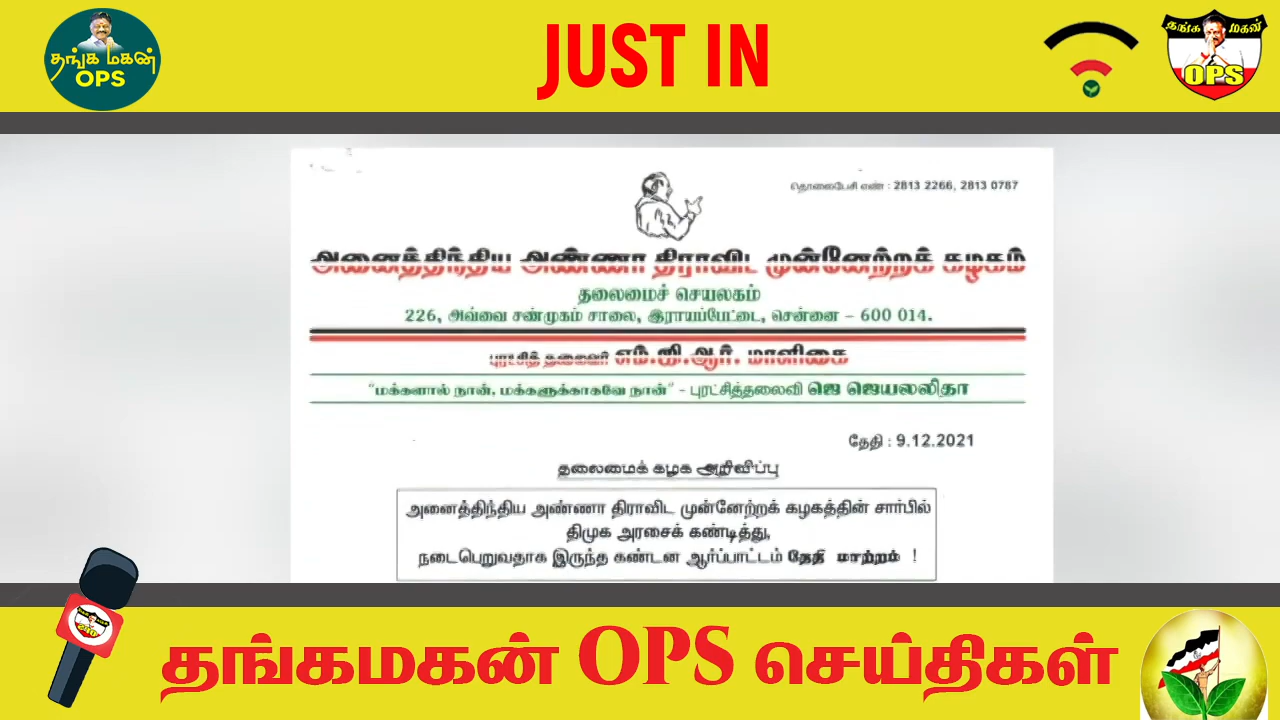 தங்க மகன்
OPS
JUST IN
தங்க மகன்
OPS
தொலைபேசி எண் : 2813 2266, 2813 0787
அனைத்திந்திய அண்ணா திராவிட முன்னேற்றக் கழகம்
தலைமைச் செயலகம்
226, அவ்வை சண்முகம் சாலை, இராயப்பேட்டை, சென்னை – 600 014.
புரட்சித் தலைவர் எம்.ஜி.ஆர். மாளிகை
"மக்களால் நான், மக்களுக்காகவே நான்" - புரட்சித்தலைவி ஜெ ஜெயலலிதா
தேதி : 9.12.2021
தலைமைக் கழக அறிவிப்பு
அனைத்திந்திய அண்ணா திராவிட முன்னேற்றக் கழகத்தின் சார்பில்
திமுக அரசைக் கண்டித்து,
நடைபெறுவதாக இருந்த கண்டன ஆர்ப்பாட்டம் தேதி மாற்றம் !
தங்கமகன் OPS செய்திகள்